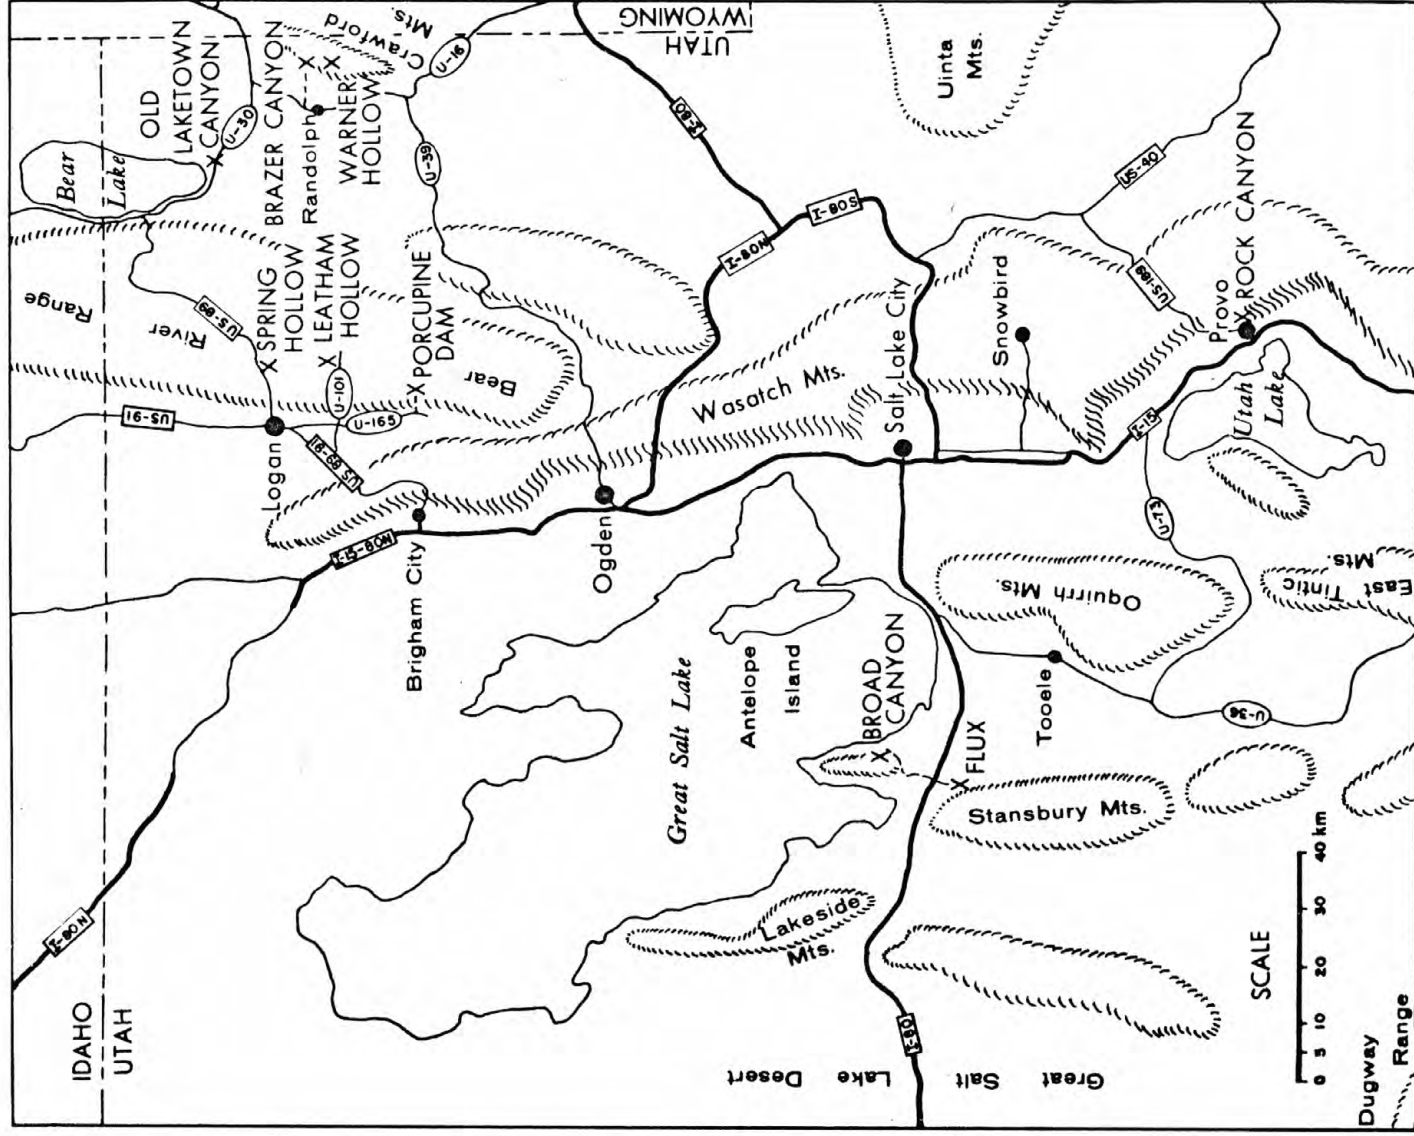 IDAHO
UTAH
I-80N
Range
Bear
Lake
River
US-91
US-89
OLD
LAKETOWN
CANYON
U-30
Logan
SPRING
HOLLOW
BRAZER CANYON
Randolph
LEATHAM
HOLLOW
WARNER
HOLLOW
U-101
U-165
US 89-91
I-15-80N
Crawford
Mts.
U-16
U-39
Brigham City
PORCUPINE
DAM
Bear
Ogden
UTAH
WYOMING
I-80
Great Salt Lake
Wasatch Mts.
I-80N
I-80S
Antelope
Island
Lakeside
Mts.
Great Salt Lake Desert
BROAD
CANYON
Salt Lake City
I-80
FLUX
Stansbury Mts.
Oquirrh Mts.
Snowbird
Uinta
Mts.
Tooele
US-40
US-189
I-15
U-73
U-36
Provo
ROCK CANYON
Utah
Lake
East Tintic
Mts.
SCALE
0 5 10 20 30 40 km
Dugway
Range